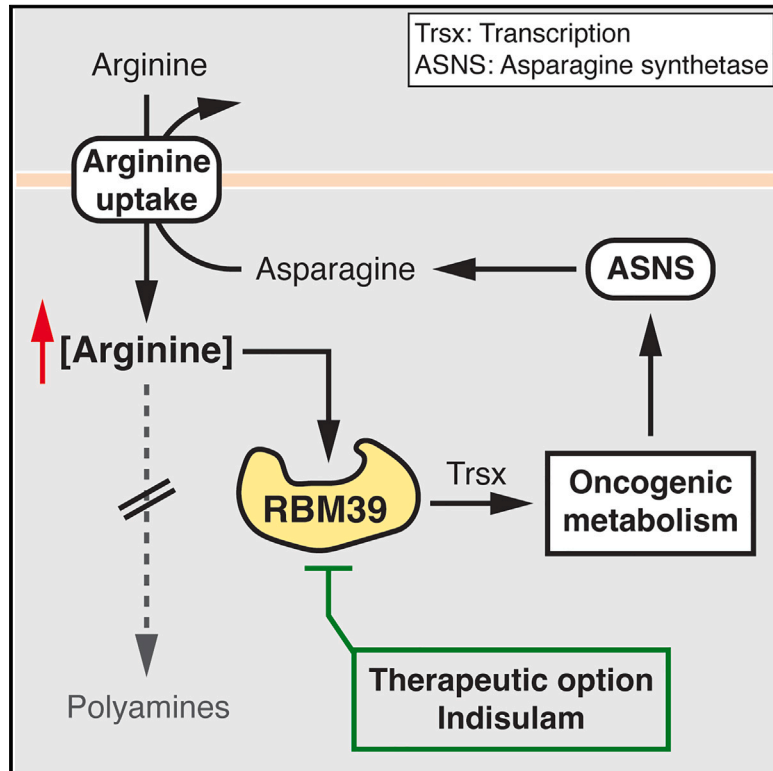 Trsx: Transcription
ASNS: Asparagine synthetase
Arginine
Arginine
uptake
Asparagine
ASNS
[Arginine]
Trsx
RBM39
Oncogenic
metabolism
Therapeutic option
Indisulam
Polyamines